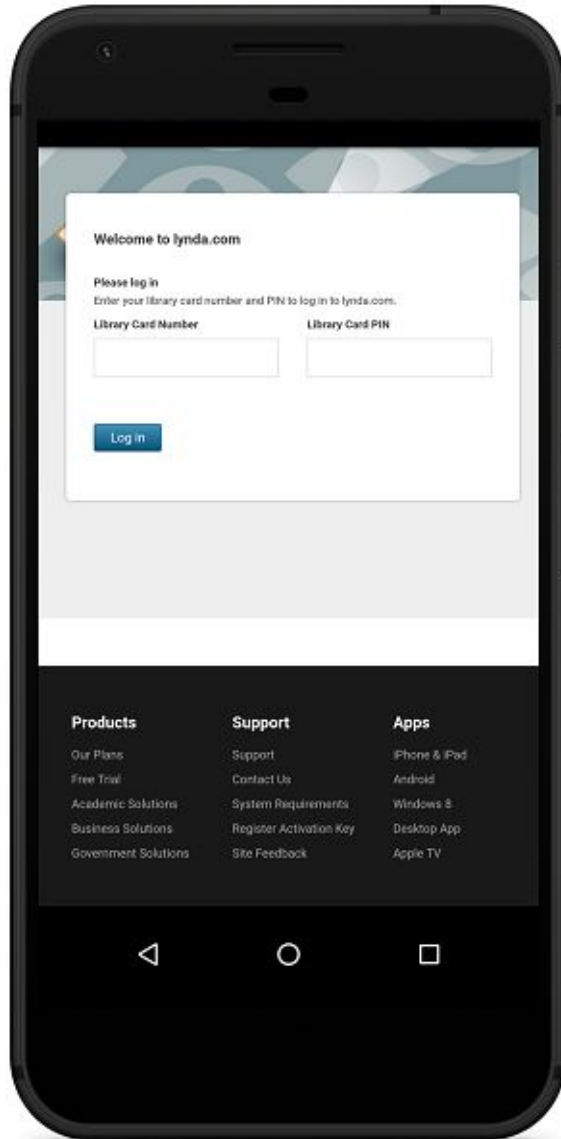 Welcome to lynda.com
Please log in
Enter your library card number and PIN to log in to lynda.com.
Library Card Number
Library Card PIN
Log in
Products
Our Plans
Free Trial
Academic Solutions
Business Solutions
Government Solutions
Support
Support
Contact Us
System Requirements
Register Activation Key
Site Feedback
Apps
iPhone & iPad
Android
Windows 8
Desktop App
Apple TV